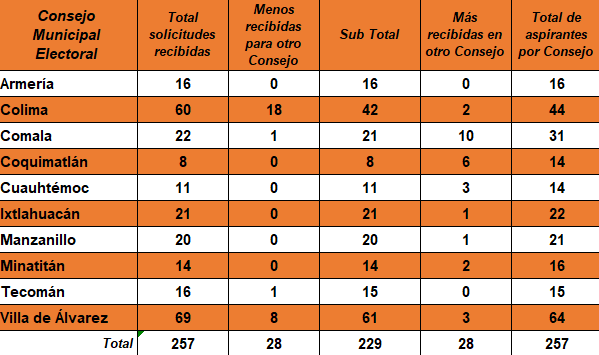 Consejo Municipal Electoral | Total solicitudes recibidas | Menos recibidas para otro Consejo | Sub Total | Más recibidas en otro Consejo | Total de aspirantes por Consejo
Armería 16 0 16 0 16
Colima 60 18 42 2 44
Comala 22 1 21 10 31
Coquimatlán 8 0 8 6 14
Cuauhtémoc 11 0 11 3 14
Ixtlahuacán 21 0 21 1 22
Manzanillo 20 0 20 1 21
Minatitán 14 0 14 2 16
Tecomán 16 1 15 0 15
Villa de Álvarez 69 8 61 3 64
Total 257 28 229 28 257